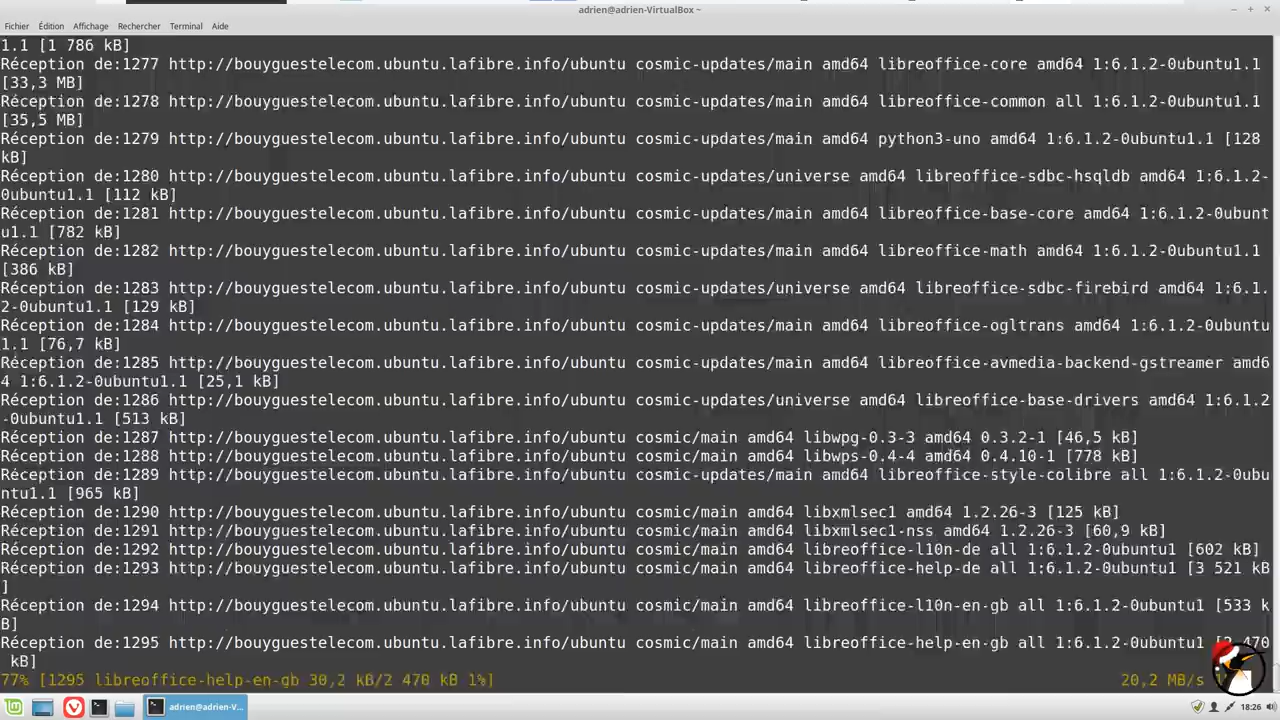 adrien@adrien-VirtualBox ~
Fichier Édition Affichage Rechercher Terminal Aide
1.1 [1 786 kB]
Réception de:1277 http://bouyguestelecom.ubuntu.lafibre.info/ubuntu cosmic-updates/main amd64 libreoffice-core amd64 1:6.1.2-0ubuntu1.1
[33,3 MB]
Réception de:1278 http://bouyguestelecom.ubuntu.lafibre.info/ubuntu cosmic-updates/main amd64 libreoffice-common all 1:6.1.2-0ubuntu1.1
[35,5 MB]
Réception de:1279 http://bouyguestelecom.ubuntu.lafibre.info/ubuntu cosmic-updates/main amd64 python3-uno amd64 1:6.1.2-0ubuntu1.1 [128
kB]
Réception de:1280 http://bouyguestelecom.ubuntu.lafibre.info/ubuntu cosmic-updates/universe amd64 libreoffice-sdbc-hsqldb amd64 1:6.1.2-
0ubuntu1.1 [112 kB]
Réception de:1281 http://bouyguestelecom.ubuntu.lafibre.info/ubuntu cosmic-updates/main amd64 libreoffice-base-core amd64 1:6.1.2-0ubunt
u1.1 [782 kB]
Réception de:1282 http://bouyguestelecom.ubuntu.lafibre.info/ubuntu cosmic-updates/main amd64 libreoffice-math amd64 1:6.1.2-0ubuntu1.1
[386 kB]
Réception de:1283 http://bouyguestelecom.ubuntu.lafibre.info/ubuntu cosmic-updates/universe amd64 libreoffice-sdbc-firebird amd64 1:6.1.
2-0ubuntu1.1 [129 kB]
Réception de:1284 http://bouyguestelecom.ubuntu.lafibre.info/ubuntu cosmic-updates/main amd64 libreoffice-ogltrans amd64 1:6.1.2-0ubuntu
1.1 [76,7 kB]
Réception de:1285 http://bouyguestelecom.ubuntu.lafibre.info/ubuntu cosmic-updates/main amd64 libreoffice-avmedia-backend-gstreamer amd6
4 1:6.1.2-0ubuntu1.1 [25,1 kB]
Réception de:1286 http://bouyguestelecom.ubuntu.lafibre.info/ubuntu cosmic-updates/universe amd64 libreoffice-base-drivers amd64 1:6.1.2
-0ubuntu1.1 [513 kB]
Réception de:1287 http://bouyguestelecom.ubuntu.lafibre.info/ubuntu cosmic/main amd64 libwpg-0.3-3 amd64 0.3.2-1 [46,5 kB]
Réception de:1288 http://bouyguestelecom.ubuntu.lafibre.info/ubuntu cosmic/main amd64 libwps-0.4-4 amd64 0.4.10-1 [778 kB]
Réception de:1289 http://bouyguestelecom.ubuntu.lafibre.info/ubuntu cosmic-updates/main amd64 libreoffice-style-colibre all 1:6.1.2-0ubu
ntu1.1 [965 kB]
Réception de:1290 http://bouyguestelecom.ubuntu.lafibre.info/ubuntu cosmic/main amd64 libxmlsec1 amd64 1.2.26-3 [125 kB]
Réception de:1291 http://bouyguestelecom.ubuntu.lafibre.info/ubuntu cosmic/main amd64 libxmlsec1-nss amd64 1.2.26-3 [60,9 kB]
Réception de:1292 http://bouyguestelecom.ubuntu.lafibre.info/ubuntu cosmic/main amd64 libreoffice-l10n-de all 1:6.1.2-0ubuntu1 [602 kB]
Réception de:1293 http://bouyguestelecom.ubuntu.lafibre.info/ubuntu cosmic/main amd64 libreoffice-help-de all 1:6.1.2-0ubuntu1 [3 521 kB
]
Réception de:1294 http://bouyguestelecom.ubuntu.lafibre.info/ubuntu cosmic/main amd64 libreoffice-l10n-en-gb all 1:6.1.2-0ubuntu1 [533 k
B]
Réception de:1295 http://bouyguestelecom.ubuntu.lafibre.info/ubuntu cosmic/main amd64 libreoffice-help-en-gb all 1:6.1.2-0ubuntu1 [2 470
kB]
77% [1295 libreoffice-help-en-gb 30,2 kB/2 470 kB 1%] 20,2 MB/s
adrien@adrien-V... 18:26